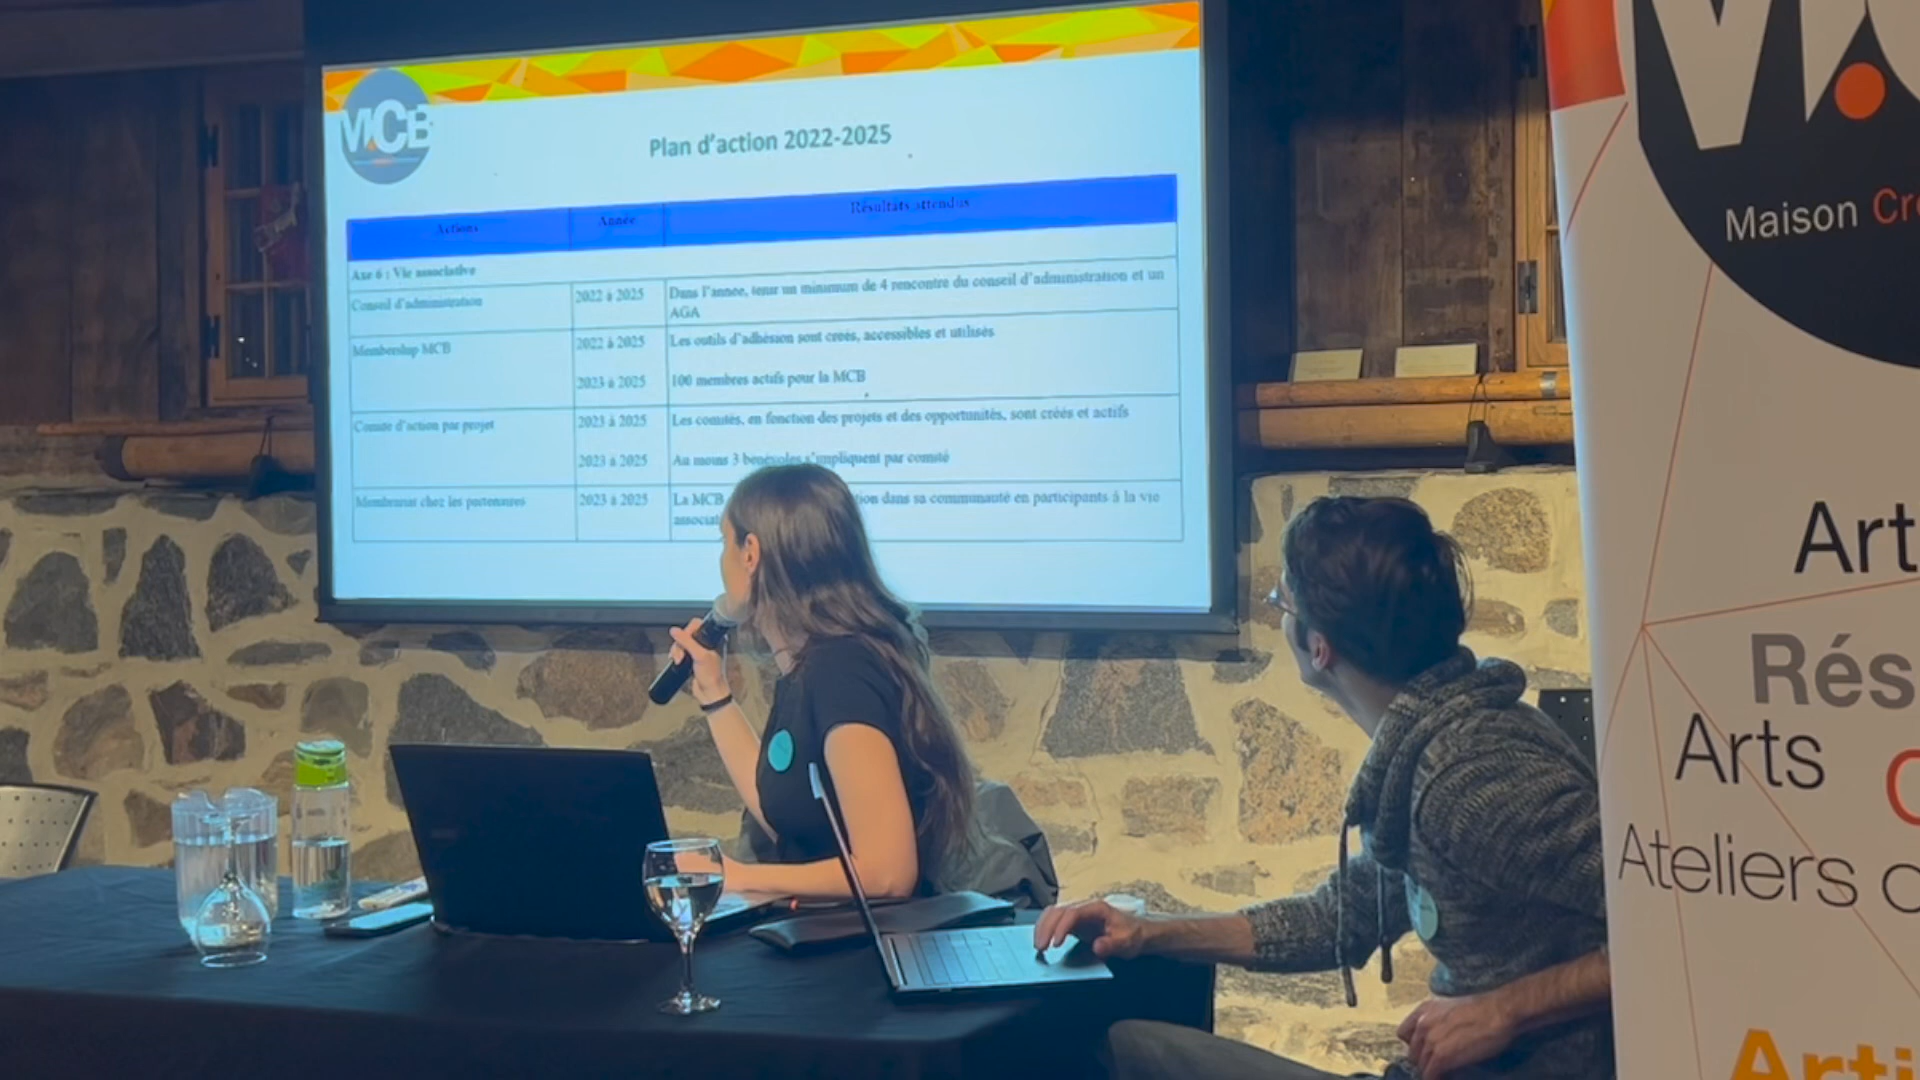 MCB
Plan d'action 2022-2025
Actions Année Résultats attendus
Axe 6 : Vie associative
Conseil d'administration 2022 à 2025 Dans l'année, tenir un minimum de 4 rencontre du conseil d'administration et un
AGA
Membership MCB 2022 à 2025 Les outils d'adhésion sont créés, accessibles et utilisés
2023 à 2025 100 membres actifs pour la MCB
Comité d'action par projet 2023 à 2025 Les comités, en fonction des projets et des opportunités, sont créés et actifs
2023 à 2025 Au moins 3 bénévoles s'impliquent par comité
chez les partenaires 2023 à 2025 La MCB tion dans sa communauté en participants à la vie
associat
Maison Cr
Art
Rés
Arts
Ateliers
Arti